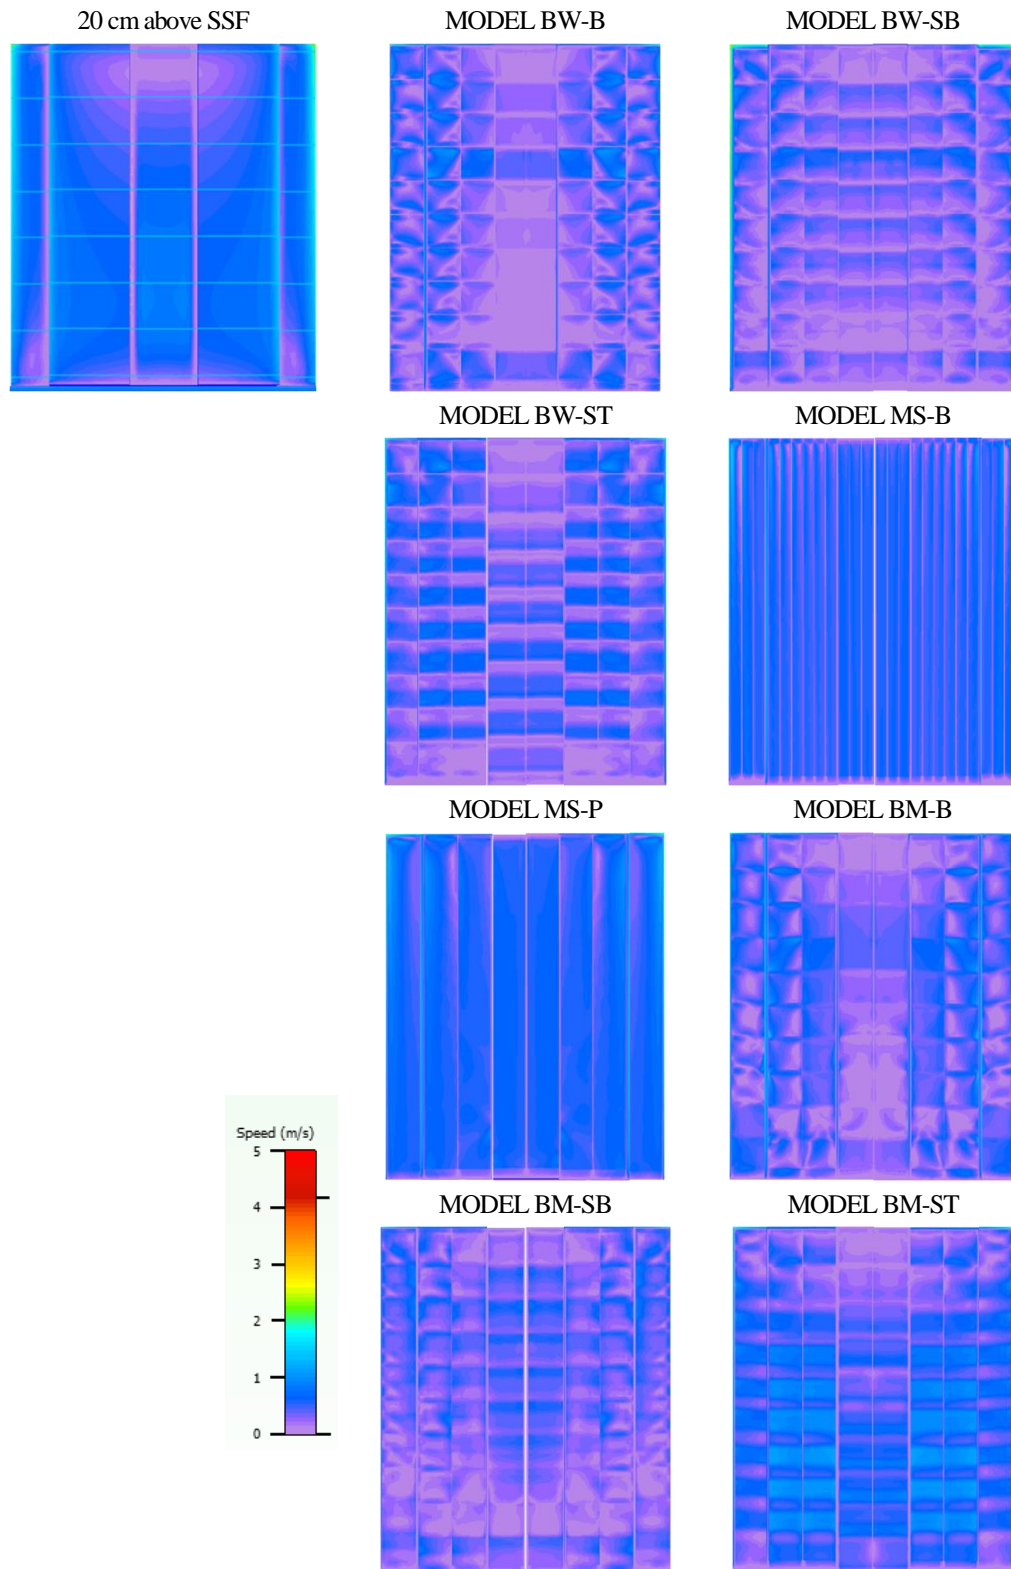 20 cm above SSF
MODEL BW-B
MODEL BW-SB
MODEL BW-ST
MODEL MS-B
MODEL MS-P
MODEL BM-B
Speed (m/s)
5
4
3
2
1
0
MODEL BM-SB
MODEL BM-ST